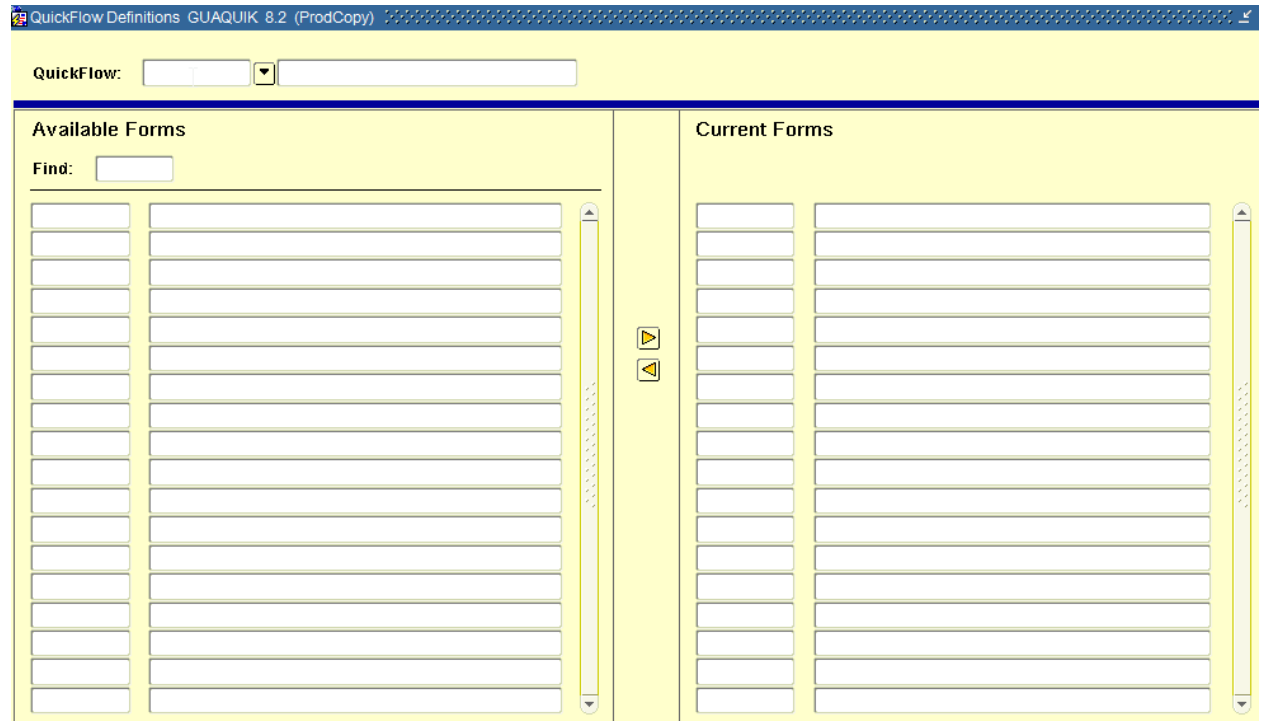 QuickFlow Definitions GUAQUIK 8.2 (ProdCopy)
QuickFlow:
Available Forms
Find:
Current Forms